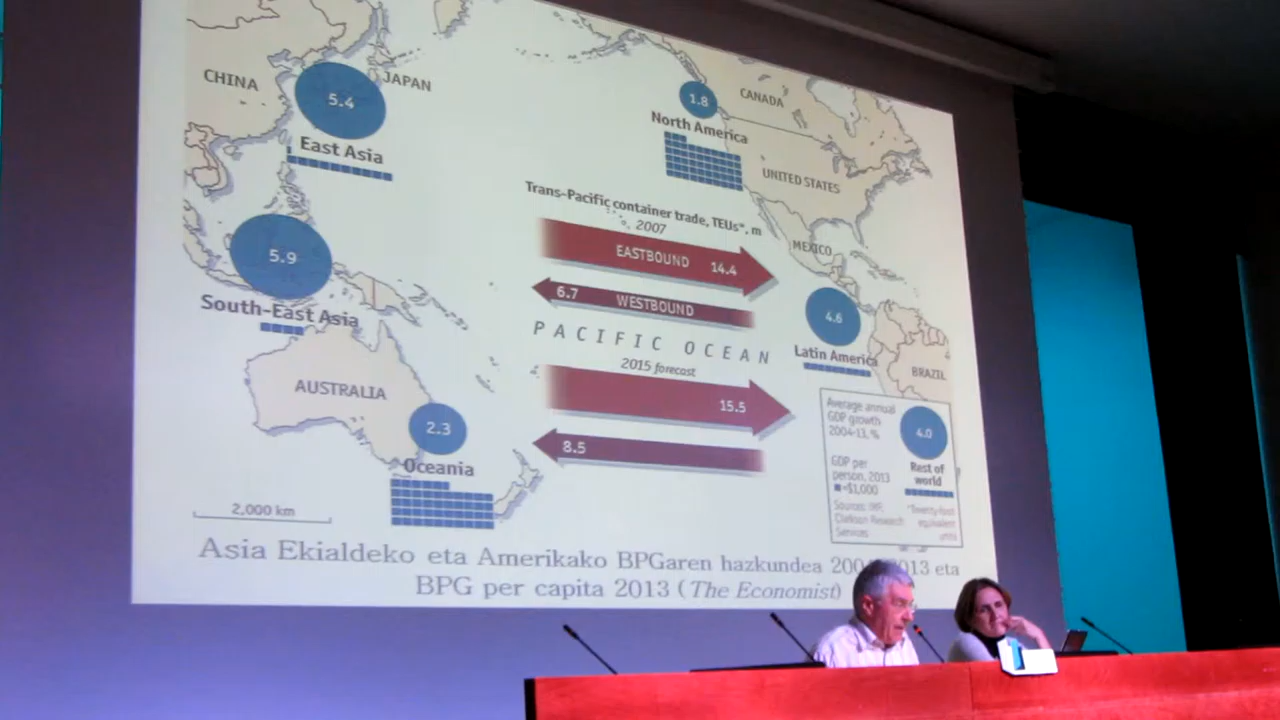 CHINA
5.4
JAPAN
East Asia
5.9
South-East Asia
AUSTRALIA
2.3
Oceania
2,000 km
1.8
CANADA
North America
UNITED STATES
MEXICO
Trans-Pacific container trade, TEUs*, m
2007
EASTBOUND 14.4
6.7 WESTBOUND
PACIFIC OCEAN
2015 forecast
15.5
8.5
4.6
Latin America
BRAZIL
Average annual
GDP growth
2004-13, %
4.0
Rest of
world
GDP per
person, 2013
=$1,000
Sources: IMF;
Clarkson Research
Services
*Twenty-foot
equivalent
units
Asia Ekialdeko eta Amerikako BPGaren hazkundea 200 013 eta
BPG per capita 2013 (The Economist)